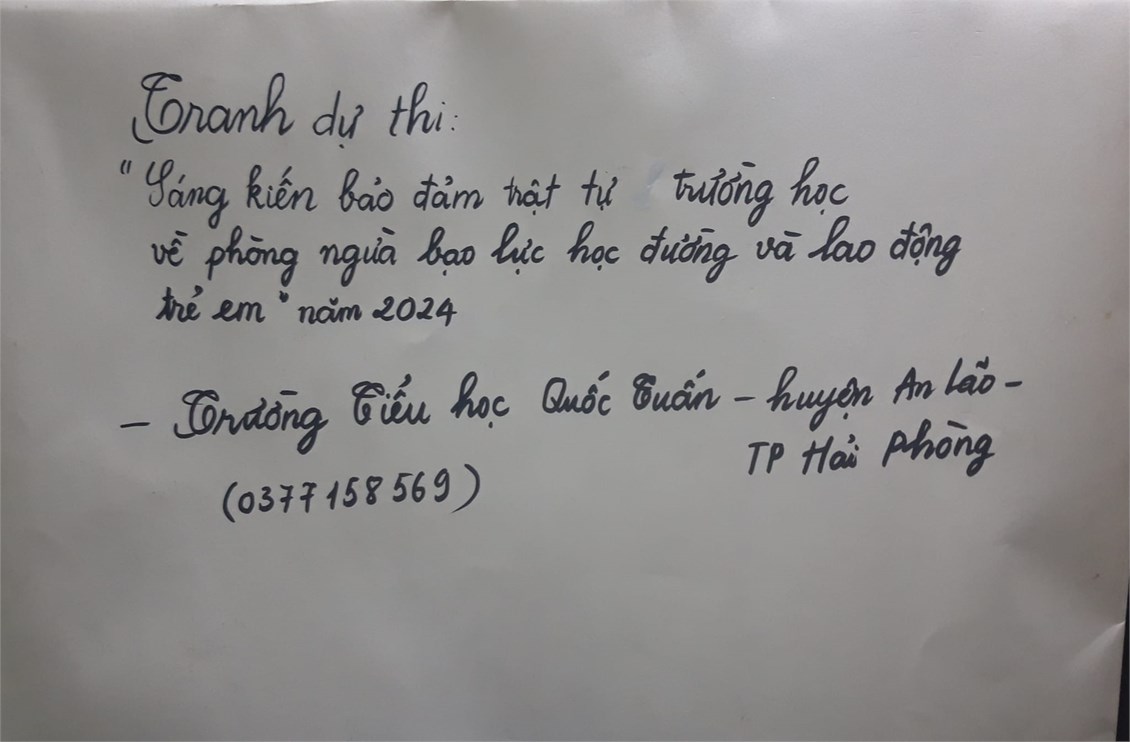 Tranh dự thi:
"Sáng kiến bảo đảm trật tự trường học
về phòng ngừa bạo lực học đường và lao động
trẻ em" năm 2024
- Trường Tiểu học Quốc Tuấn - huyện An Lão -
TP Hải Phòng
(0377158569)